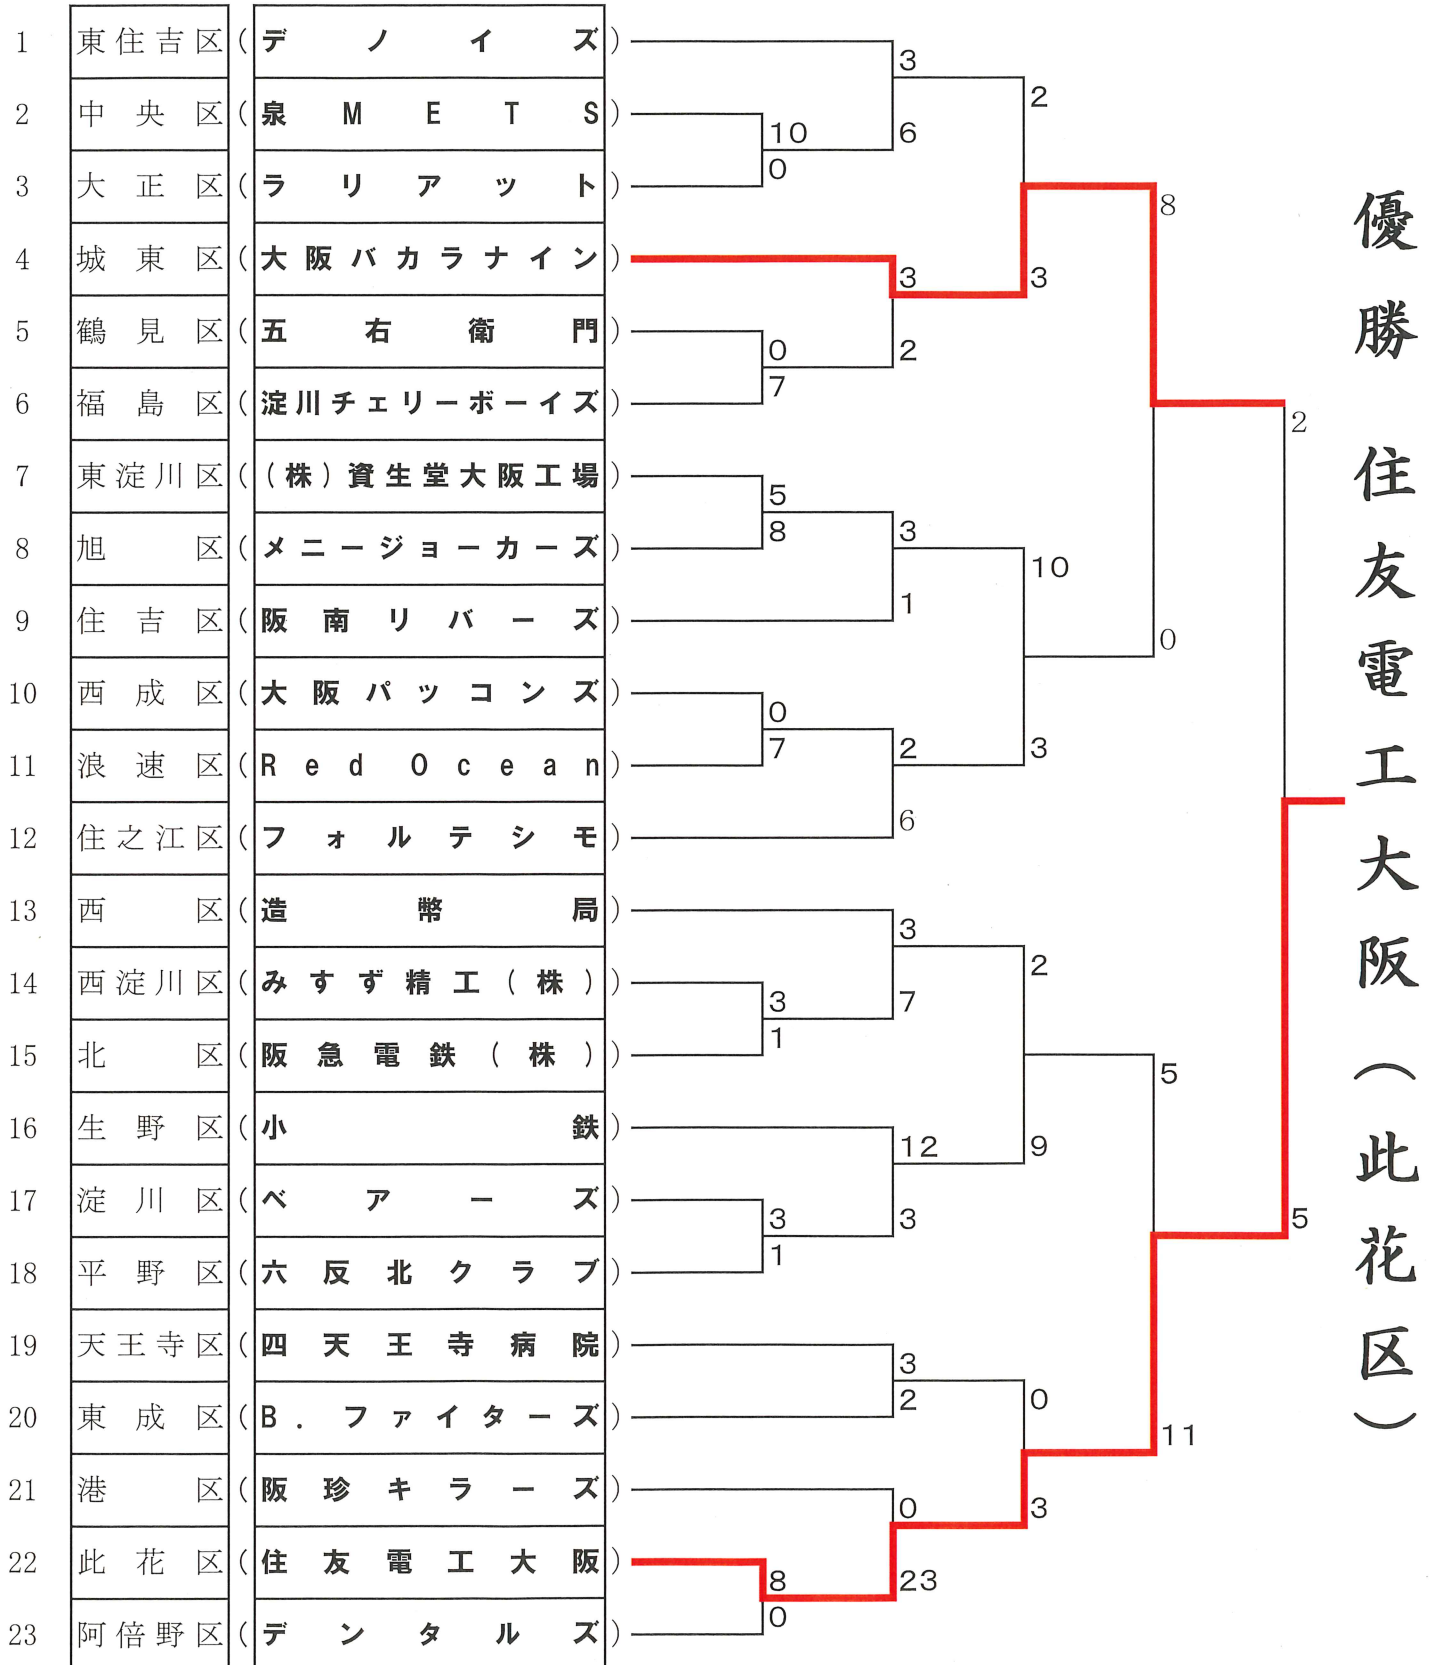 1 東住吉区 (デノイズ)
2 中央区 (泉METS)
3 大正区 (ラリアット)
4 城東区 (大阪バカラナイン)
5 鶴見区 (五右衛門)
6 福島区 (淀川チェリーボーイズ)
7 東淀川区 ((株)資生堂大阪工場)
8 旭区 (メニージョーカーズ)
9 住吉区 (阪南リバーズ)
10 西成区 (大阪パッコンズ)
11 浪速区 (Red Ocean)
12 住之江区 (フォルテシモ)
13 西区 (造幣局)
14 西淀川区 (みすず精工(株))
15 北区 (阪急電鉄(株))
16 生野区 (小鉄)
17 淀川区 (ベアーズ)
18 平野区 (六反北クラブ)
19 天王寺区 (四天王寺病院)
20 東成区 (B.ファイターズ)
21 港区 (阪珍キラーズ)
22 此花区 (住友電工大阪)
23 阿倍野区 (デンタルズ)
10
0
0
7
5
8
0
7
3
1
3
1
8
0
3
6
3
2
3
1
2
6
3
7
12
3
3
2
0
23
2
3
10
3
2
9
0
3
8
0
5
11
2
5
優勝 住友電工大阪(此花区)